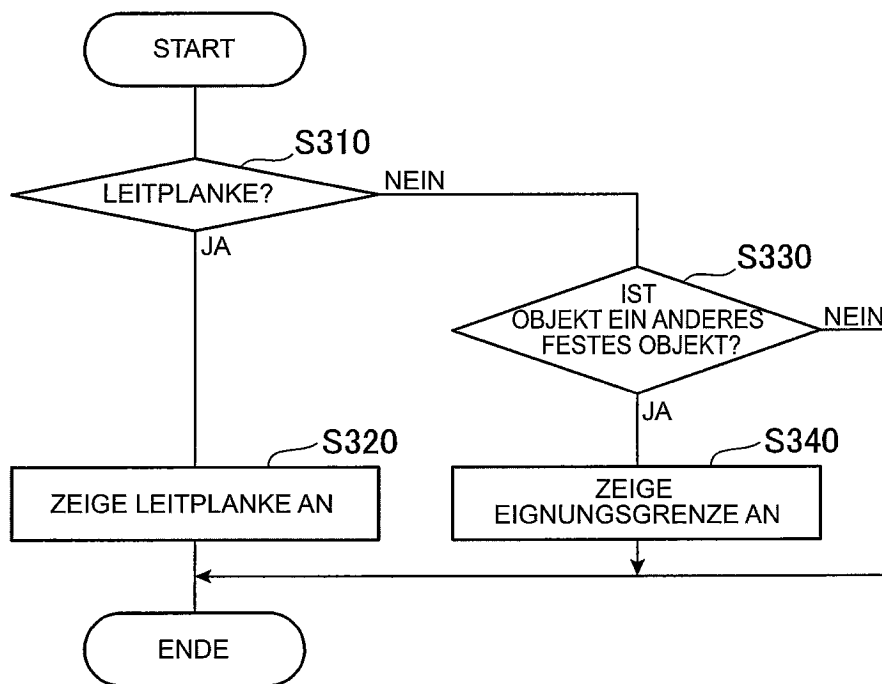 START
S310
LEITPLANKE?
NEIN
JA
S330
IST
OBJEKT EIN ANDERES
FESTES OBJEKT?
NEIN
JA
S320
ZEIGE LEITPLANKE AN
S340
ZEIGE
EIGNUNGSGRENZE AN
ENDE